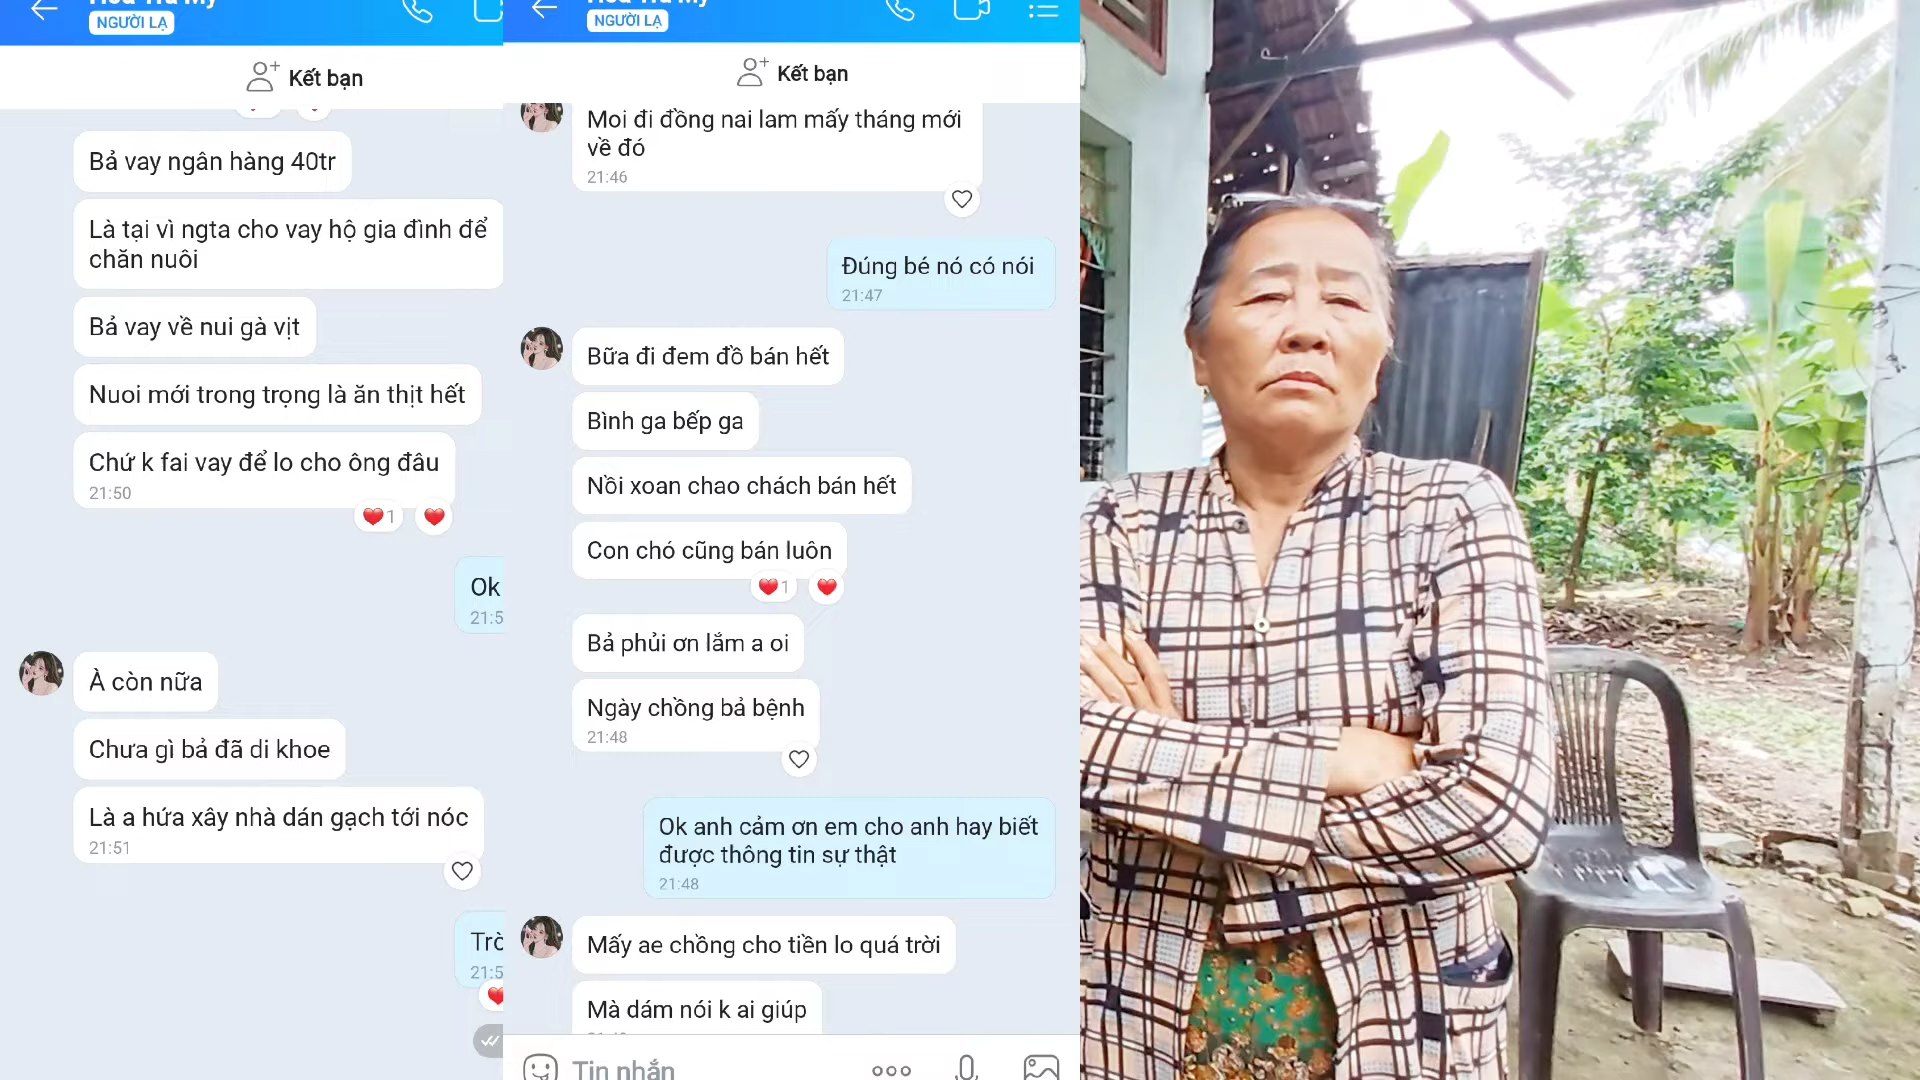 NGƯỜI LẠ
Kết bạn
Bả vay ngân hàng 40tr
Là tại vì ngta cho vay hộ gia đình để
chăn nuôi
Bả vay về nui gà vịt
Nuoi mới trong trọng là ăn thịt hết
Chứ k fai vay để lo cho ông đâu
21:50
1
Ok
À còn nữa
Chưa gì bả đã di khoe
Là a hứa xây nhà dán gạch tới nóc
21:51
NGƯỜI LẠ
Kết bạn
Moi đi đồng nai lam mấy tháng mới
về đó
21:46
Đúng bé nó có nói
21:47
Bữa đi đem đồ bán hết
Bình ga bếp ga
Nồi xoan chao chách bán hết
Con chó cũng bán luôn
1
Bả phủi ơn lắm a oi
Ngày chồng bả bệnh
21:48
Ok anh cảm ơn em cho anh hay biết
được thông tin sự thật
21:48
Mấy ae chồng cho tiền lo quá trời
Mà dám nói k ai giúp
Tin nhắn